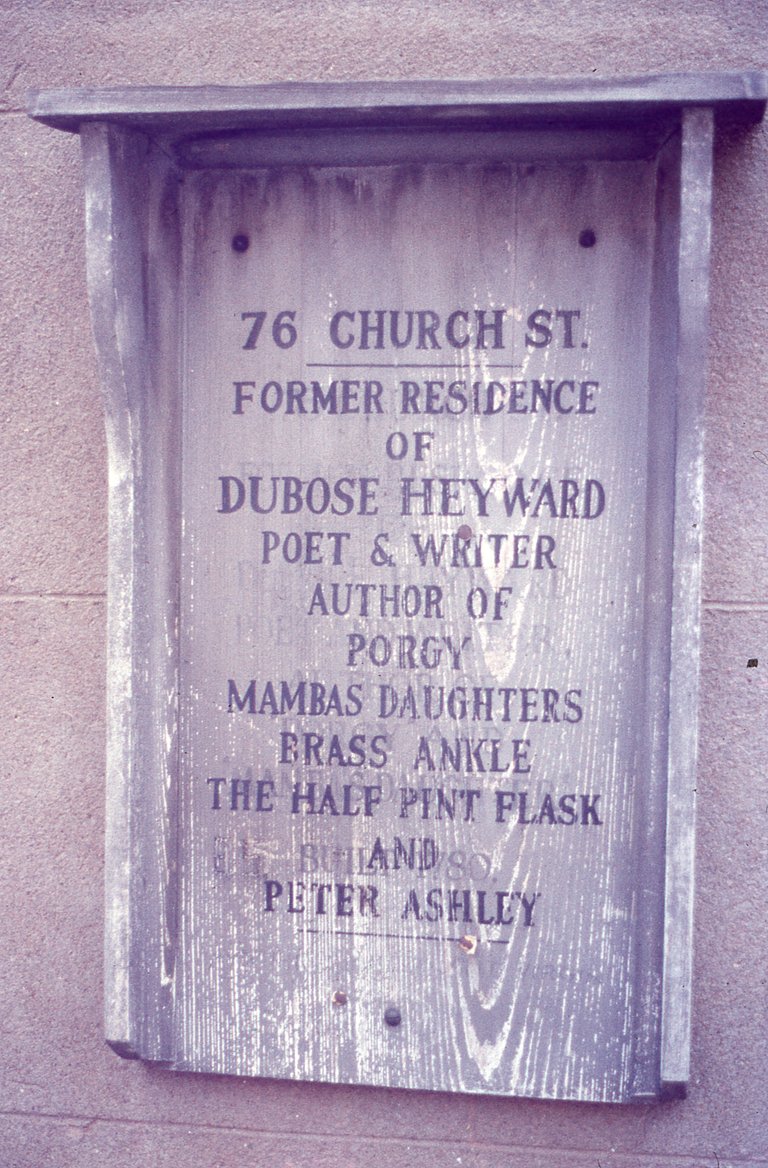 76 CHURCH ST.
FORMER RESIDENCE
OF
DUBOSE HEYWARD
POET & WRITER
AUTHOR OF
PORGY
MAMBAS DAUGHTERS
BRASS ANKLE
THE HALF PINT FLASK
AND
PETER ASHLEY